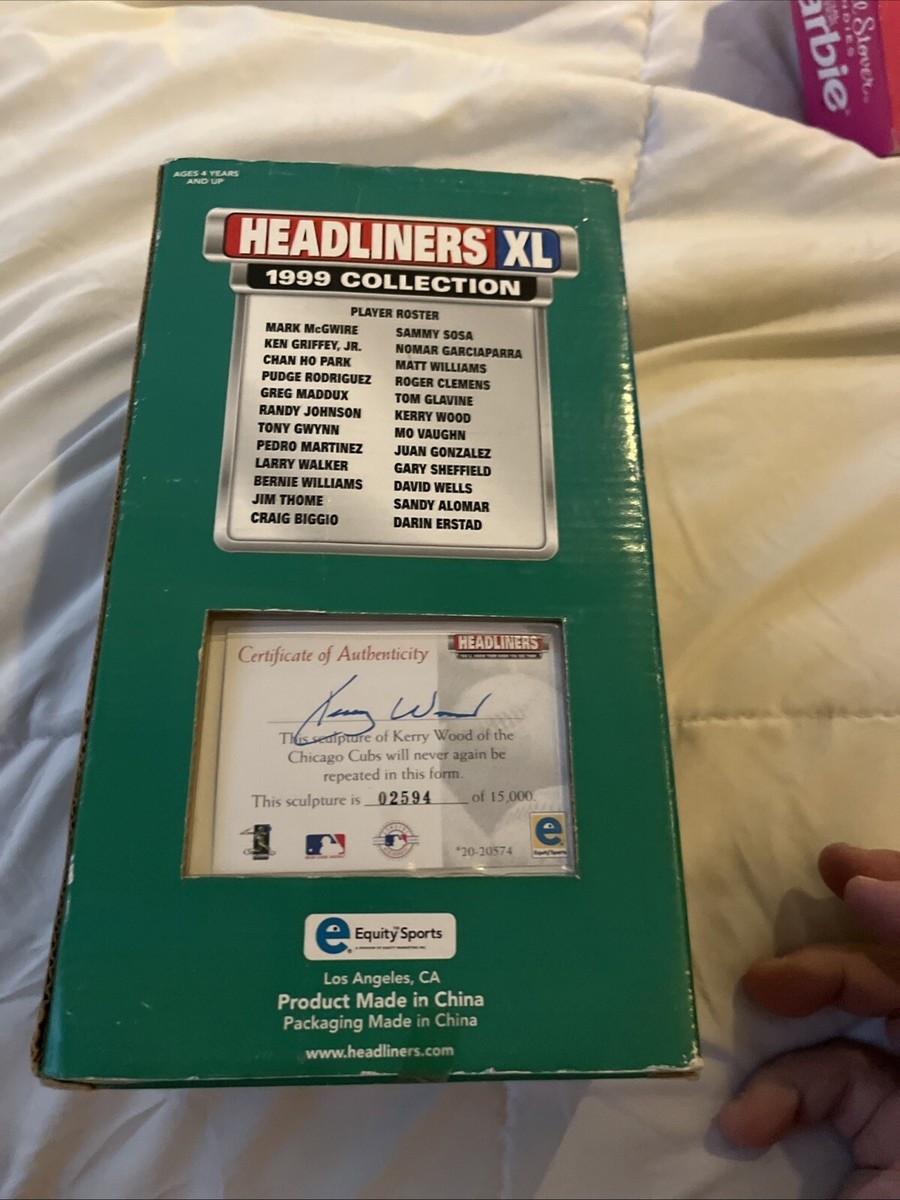 l Stover
NDIES
arbie
AGES 4 YEARS
AND UP
HEADLINERS XL
1999 COLLECTION
PLAYER ROSTER
MARK McGWIRE
KEN GRIFFEY, JR.
CHAN HO PARK
PUDGE RODRIGUEZ
GREG MADDUX
RANDY JOHNSON
TONY GWYNN
PEDRO MARTINEZ
LARRY WALKER
BERNIE WILLIAMS
JIM THOME
CRAIG BIGGIO
SAMMY SOSA
NOMAR GARCIAPARRA
MATT WILLIAMS
ROGER CLEMENS
TOM GLAVINE
KERRY WOOD
MO VAUGHN
JUAN GONZALEZ
GARY SHEFFIELD
DAVID WELLS
SANDY ALOMAR
DARIN ERSTAD
HEADLINERS
Certificate of Authenticity
Kerry Wood
This sculpture of Kerry Wood of the
Chicago Cubs will never again be
repeated in this form.
This sculpture is 02594 of 15,000.
*20-20574
e
Equity Sports
e Equity Sports
Los Angeles, CA
Product Made in China
Packaging Made in China
www.headliners.com